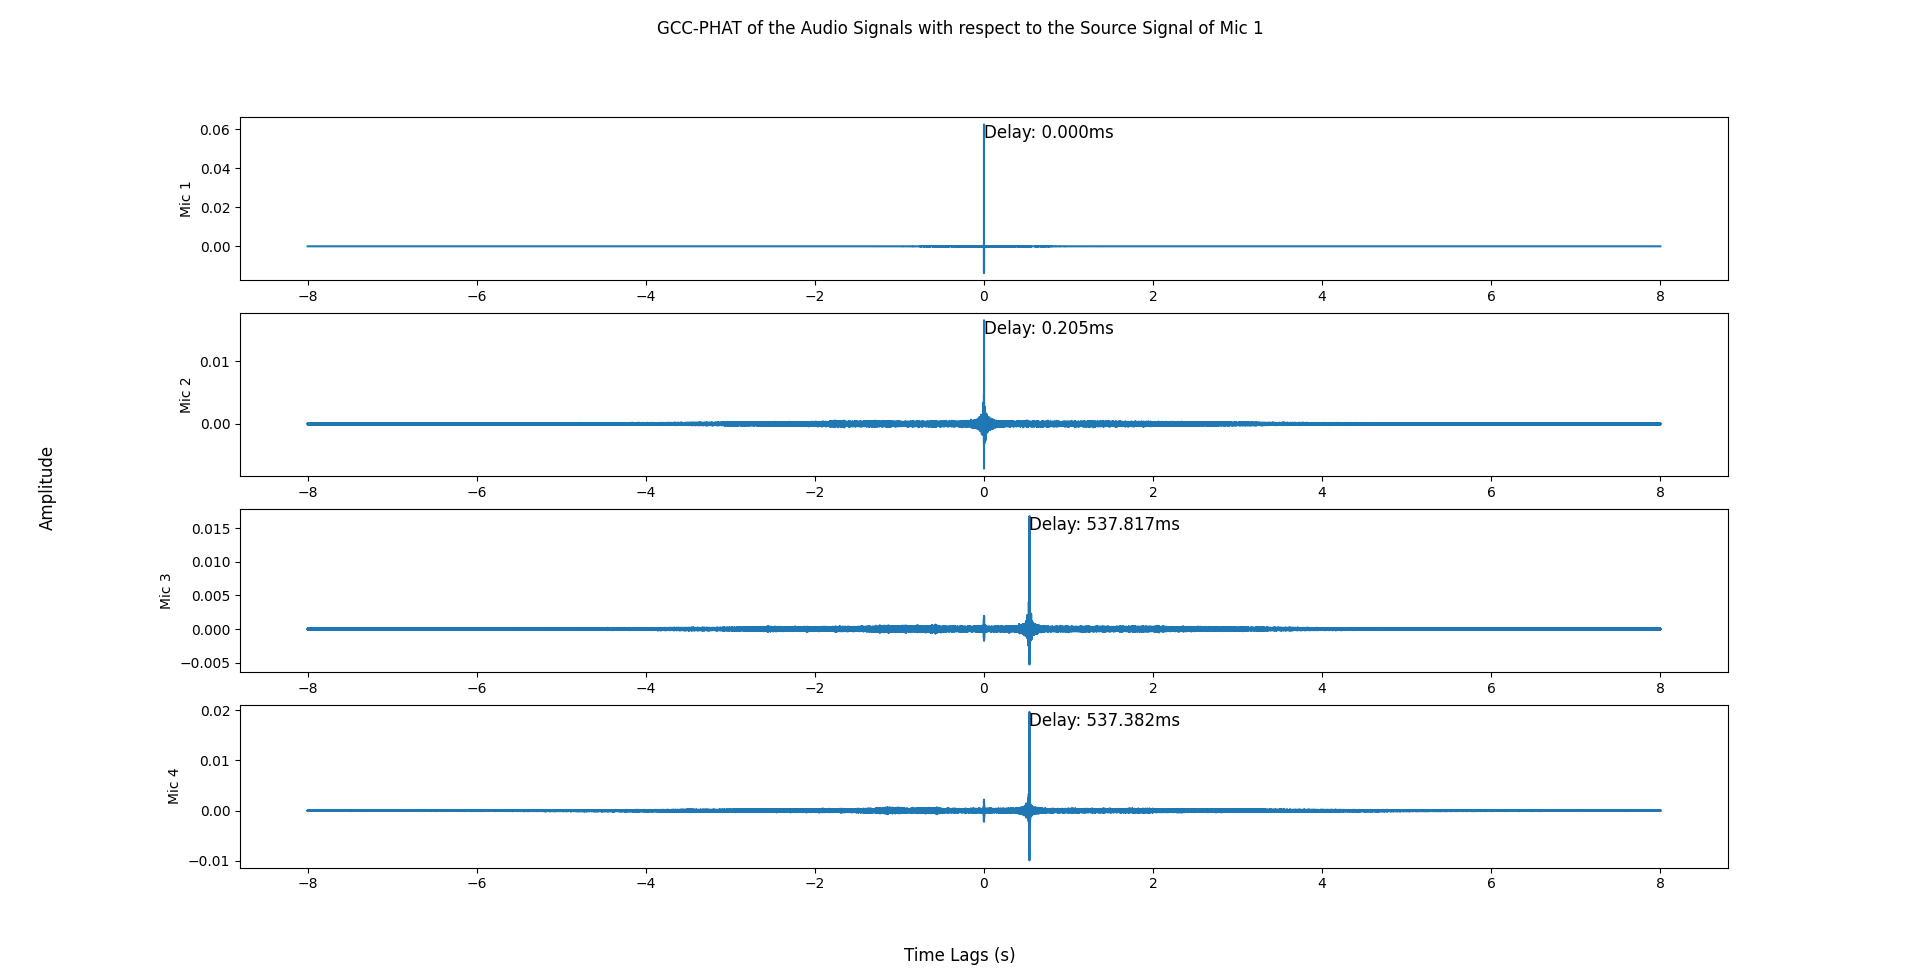 GCC-PHAT of the Audio Signals with respect to the Source Signal of Mic 1
Amplitude
Mic 1
0.06
0.04
0.02
0.00
Delay: 0.000ms
−8 −6 −4 −2 0 2 4 6 8
Mic 2
0.01
0.00
Delay: 0.205ms
−8 −6 −4 −2 0 2 4 6 8
Mic 3
0.015
0.010
0.005
0.000
−0.005
Delay: 537.817ms
−8 −6 −4 −2 0 2 4 6 8
Mic 4
0.02
0.01
0.00
−0.01
Delay: 537.382ms
−8 −6 −4 −2 0 2 4 6 8
Time Lags (s)